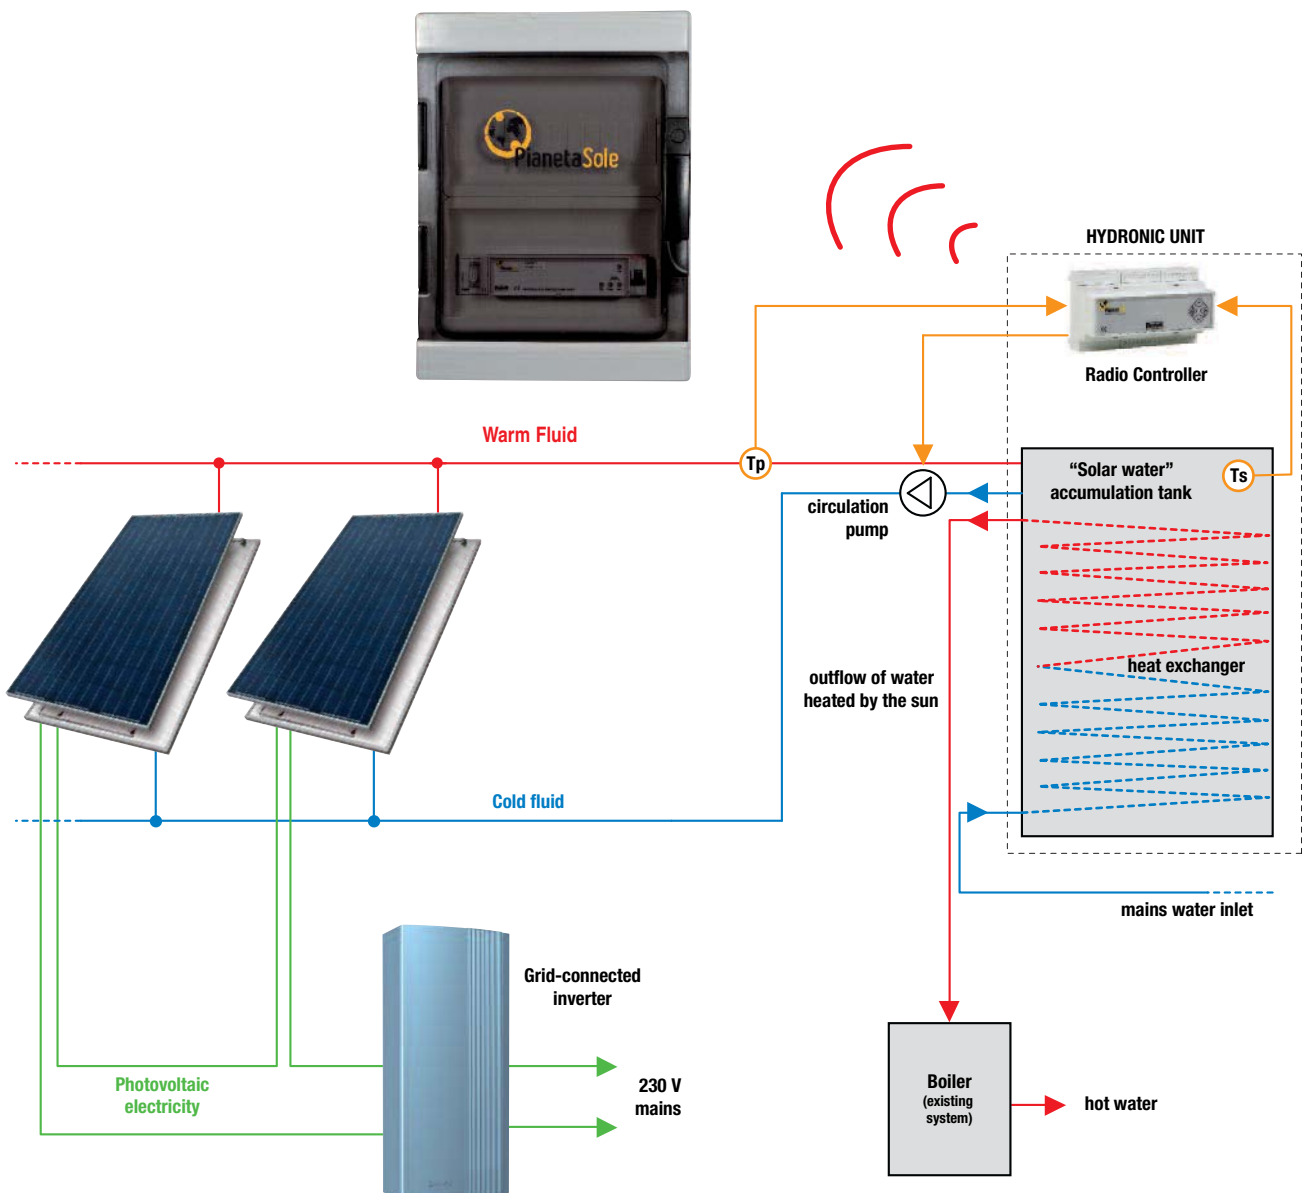 PianetaSole
HYDRONIC UNIT
Radio Controller
Warm Fluid
Tp
"Solar water"
accumulation tank
Ts
circulation
pump
heat exchanger
outflow of water
heated by the sun
Cold fluid
mains water inlet
Grid-connected
inverter
Photovoltaic
electricity
230 V
mains
Boiler
(existing
system)
hot water